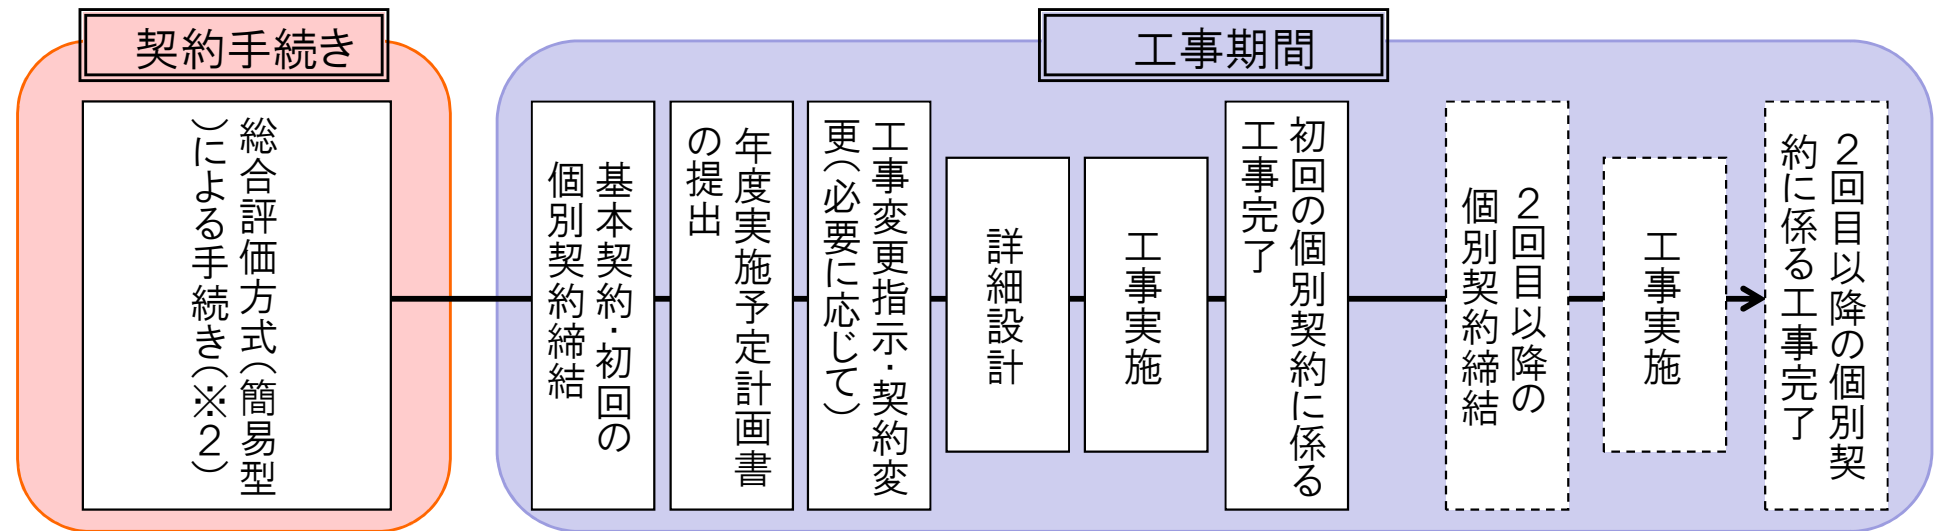 契約手続き
総合評価方式(簡易型
)による手続き(※2)
工事期間
基本契約・初回の
個別契約締結
年度実施予定計画書
の提出
工事変更指示・契約変
更(必要に応じて)
詳細設計
工事実施
初回の個別契約に係る
工事完了
2回目以降の
個別契約締結
工事実施
2回目以降の個別契
約に係る工事完了